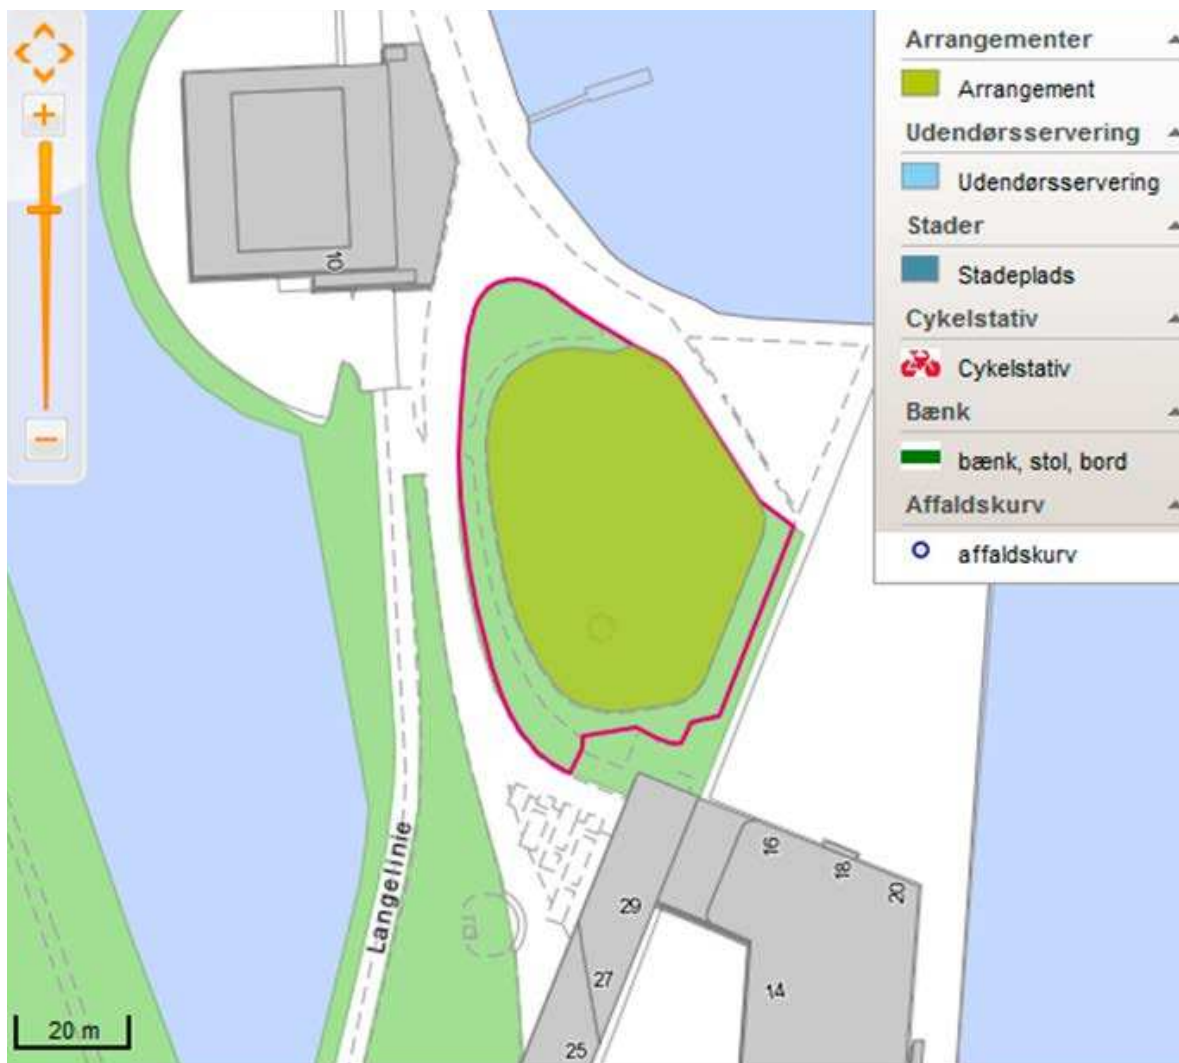 Arrangementer
Arrangement
Udendørsservering
Udendørsservering
Stader
Stadeplads
Cykelstativ
Cykelstativ
Bænk
bænk, stol, bord
Affaldskurv
affaldskurv
10
Langelinie
16
18
20
29
27
14
25
20 m